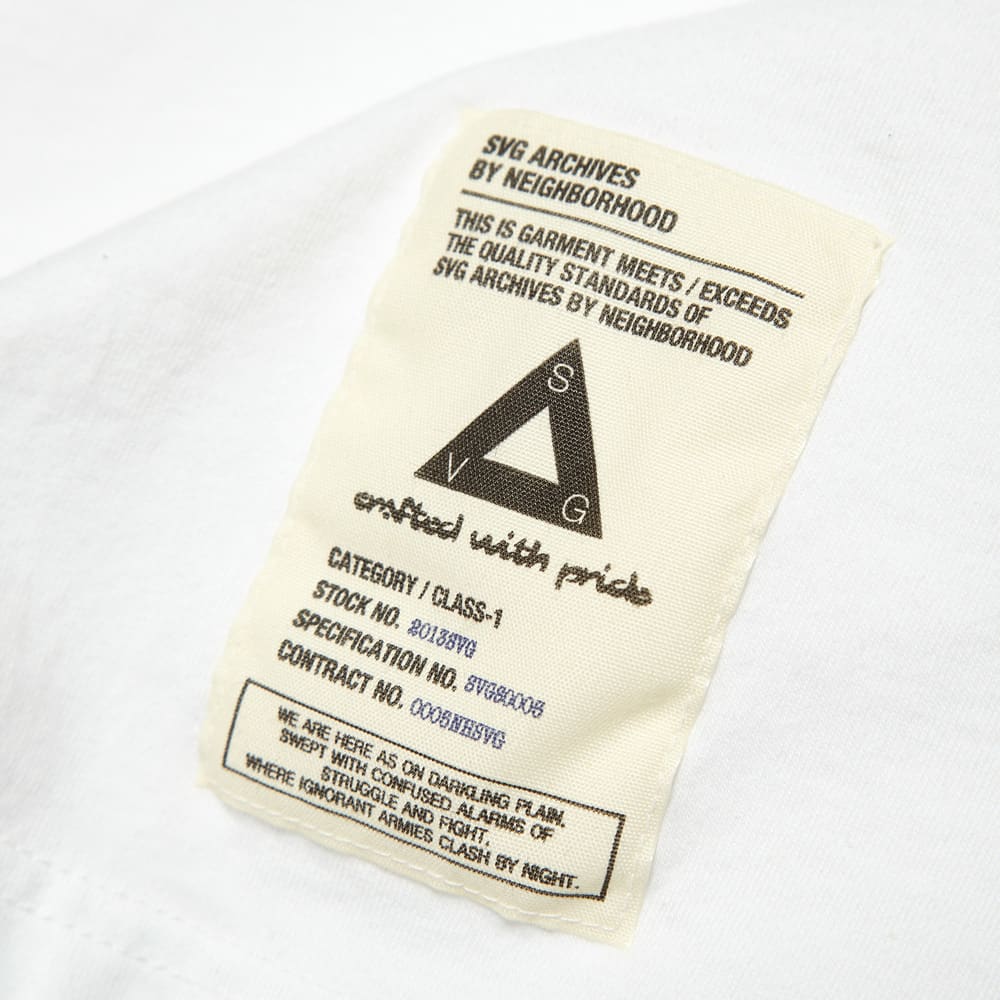 SVG ARCHIVES
BY NEIGHBORHOOD
THIS IS GARMENT MEETS / EXCEEDS
THE QUALITY STANDARDS OF
SVG ARCHIVES BY NEIGHBORHOOD
S
V
G
crafted with pride
CATEGORY / CLASS-1
STOCK NO. 2013SVG
SPECIFICATION NO. SVGS0005
CONTRACT NO. 0005NHSVG
WE ARE HERE AS ON DARKLING PLAIN.
SWEPT WITH CONFUSED ALARMS OF
STRUGGLE AND FIGHT,
WHERE IGNORANT ARMIES CLASH BY NIGHT.